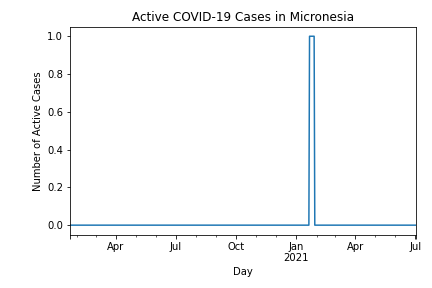 Active COVID-19 Cases in Micronesia
Number of Active Cases
1.0
0.8
0.6
0.4
0.2
0.0
Apr Jul Oct Jan Apr Jul
2021
Day